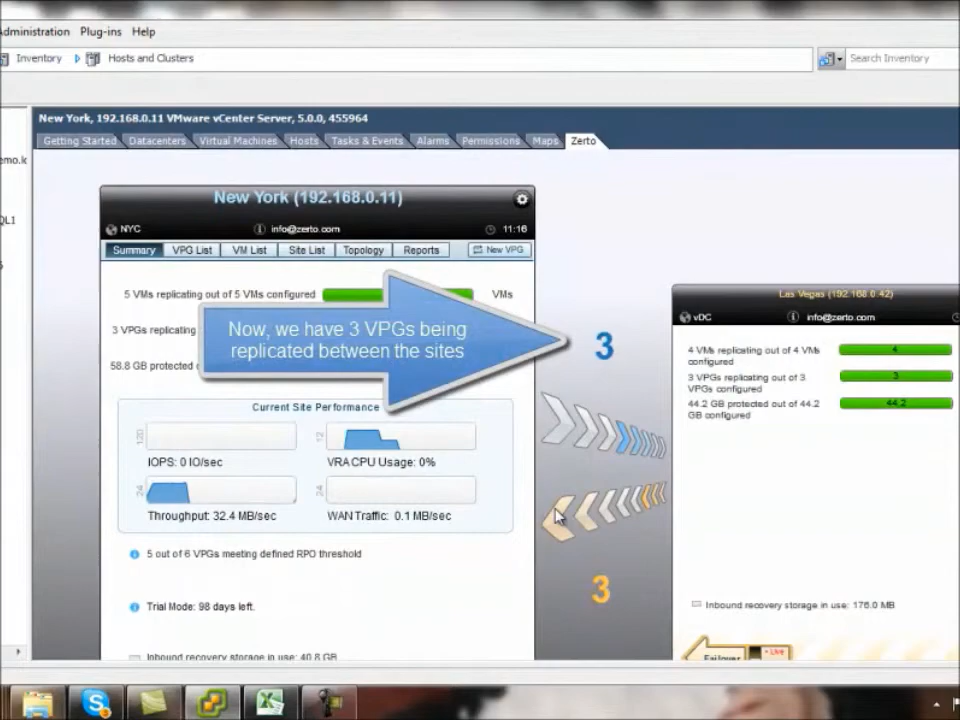 Administration Plug-ins Help
Inventory Hosts and Clusters Search Inventory
New York, 192.168.0.11 VMware vCenter Server, 5.0.0, 455964
Getting Started Datacenters Virtual Machines Hosts Tasks & Events Alarms Permissions Maps Zerto
emo.k
QL1
New York (192.168.0.11)
NYC info@zerto.com 11:16
Summary VPG List VM List Site List Topology Reports New VPG
5 VMs replicating out of 5 VMs configured VMs
3 VPGs replicating
58.8 GB protected
Now, we have 3 VPGs being
replicated between the sites
3
Current Site Performance
120
IOPS: 0 IO/sec
12
VRA CPU Usage: 0%
24
Throughput: 32.4 MB/sec
24
WAN Traffic: 0.1 MB/sec
5 out of 6 VPGs meeting defined RPO threshold
Trial Mode: 98 days left.
Inbound recovery storage in use: 40.8 GB
3
Las Vegas (192.168.0.42)
vDC info@zerto.com
4 VMs replicating out of 4 VMs
configured
4
3 VPGs replicating out of 3
VPGs configured
3
44.2 GB protected out of 44.2
GB configured
44.2
Inbound recovery storage in use: 176.0 MB
Failover Live